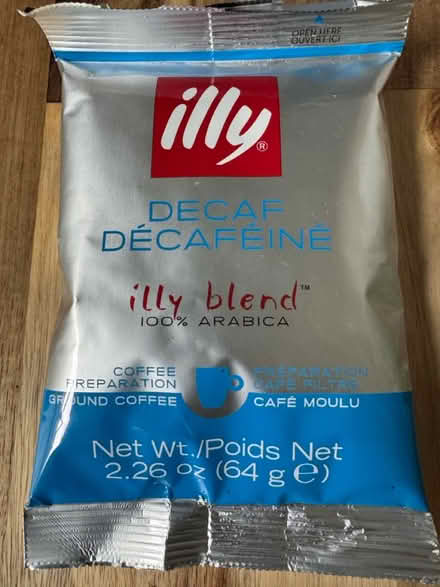 OPEN HERE
OUVERT ICI
illy®
DECAF
DÉCAFÉINÉ
illy blend™
100% ARABICA
COFFEE
PREPARATION
GROUND COFFEE
PRÉPARATION
CAFÉ FILTRE
CAFÉ MOULU
Net Wt./Poids Net
2.26 oz (64 g ℮)